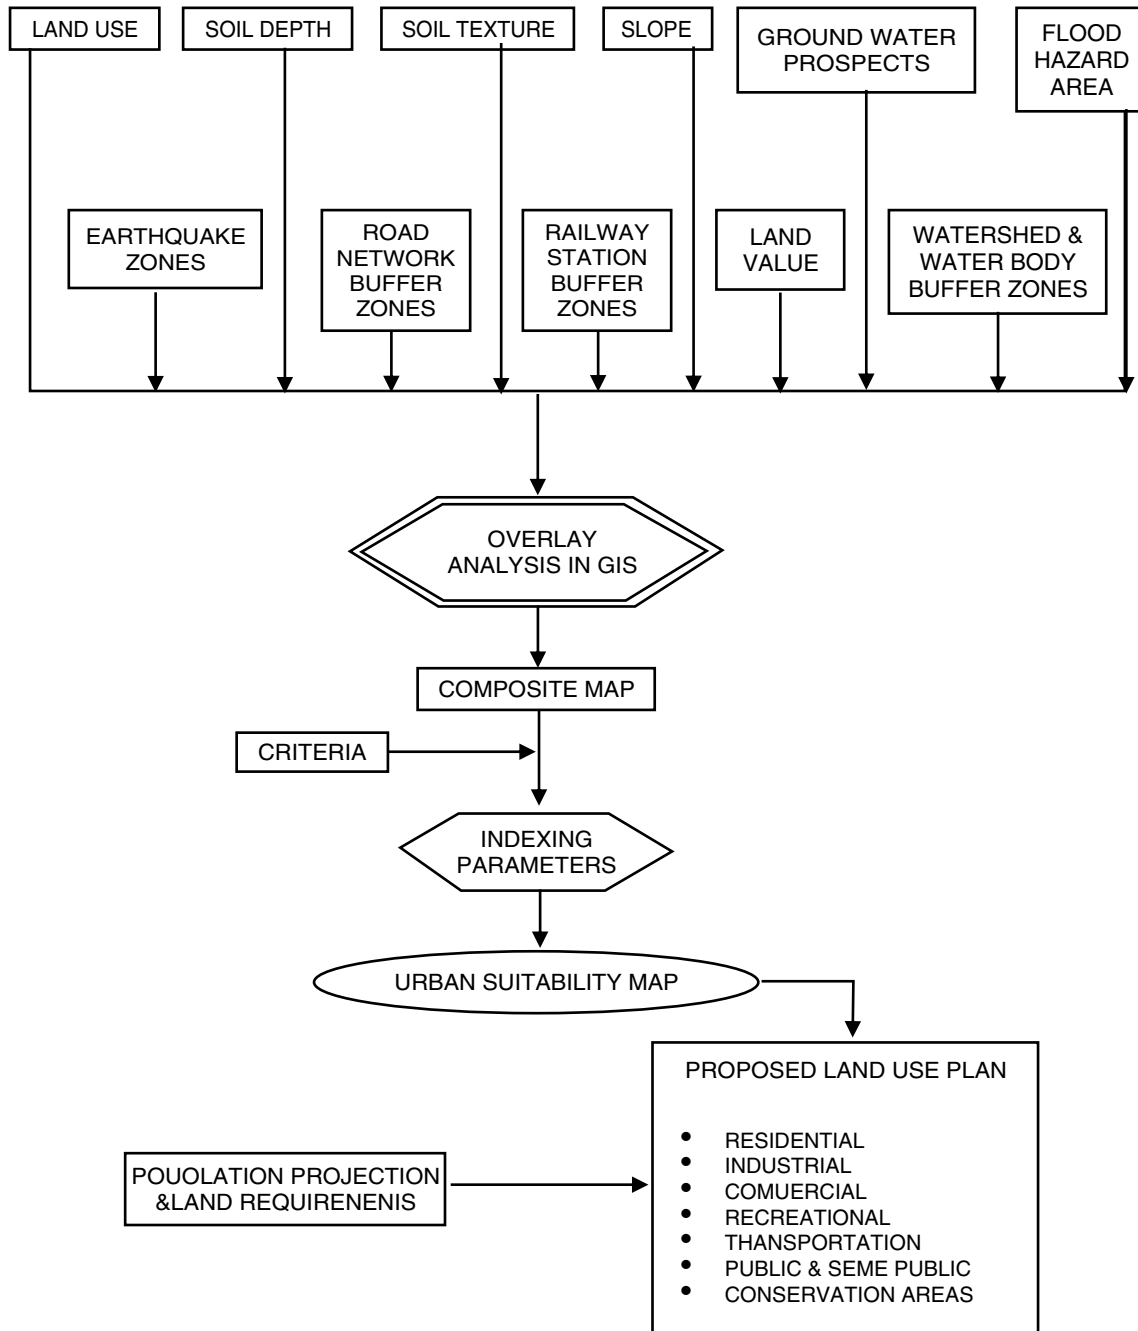 LAND USE
SOIL DEPTH
SOIL TEXTURE
SLOPE
GROUND WATER
PROSPECTS
FLOOD
HAZARD
AREA
EARTHQUAKE
ZONES
ROAD
NETWORK
BUFFER
ZONES
RAILWAY
STATION
BUFFER
ZONES
LAND
VALUE
WATERSHED &
WATER BODY
BUFFER ZONES
OVERLAY
ANALYSIS IN GIS
COMPOSITE MAP
CRITERIA
INDEXING
PARAMETERS
URBAN SUITABILITY MAP
PROPOSED LAND USE PLAN
• RESIDENTIAL
• INDUSTRIAL
• COMUERCIAL
• RECREATIONAL
• THANSPORTATION
• PUBLIC & SEME PUBLIC
• CONSERVATION AREAS
POUOLATION PROJECTION
&LAND REQUIRENENIS